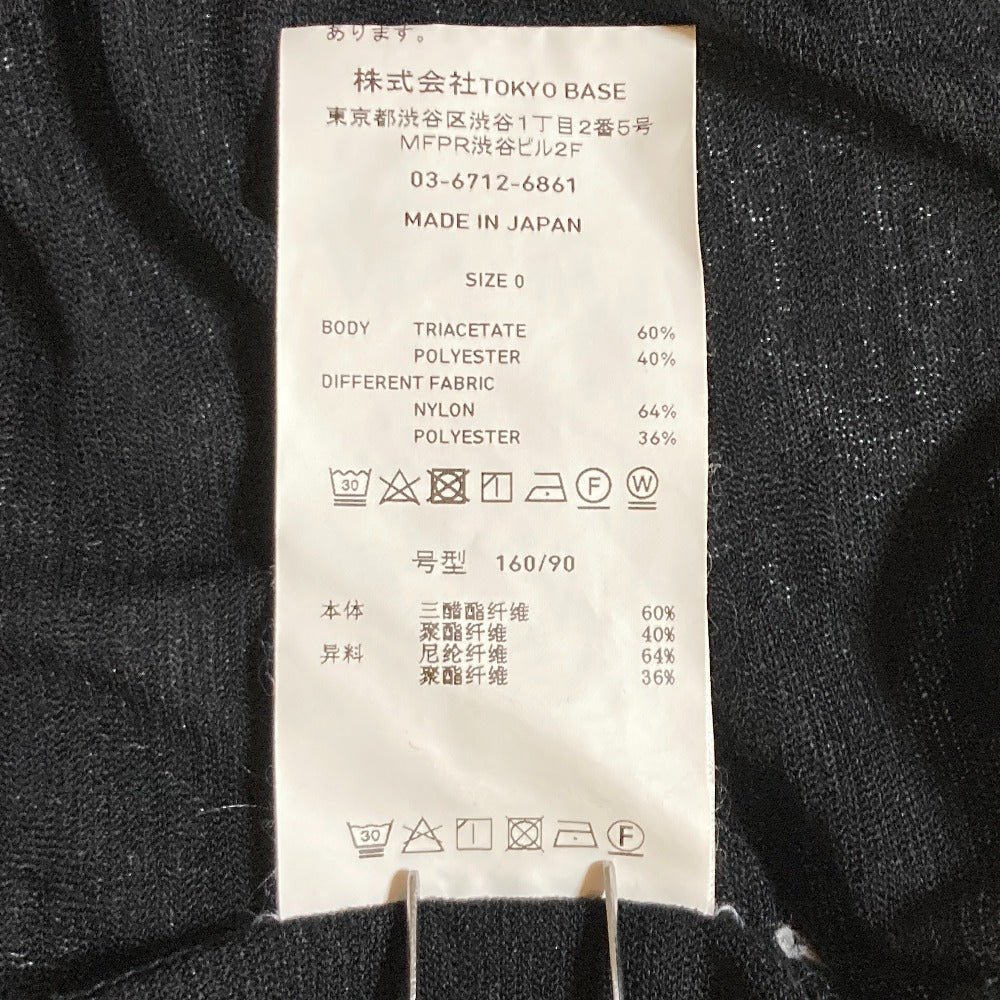 あります。
株式会社TOKYO BASE
東京都渋谷区渋谷1丁目2番5号
MFPR渋谷ビル2F
03-6712-6861
MADE IN JAPAN
SIZE 0
BODY TRIACETATE 60%
POLYESTER 40%
DIFFERENT FABRIC
NYLON 64%
POLYESTER 36%
30 F W
号型 160/90
本体 三醋酯纤维 60%
聚酯纤维 40%
异料 尼纶纤维 64%
聚酯纤维 36%
30 F